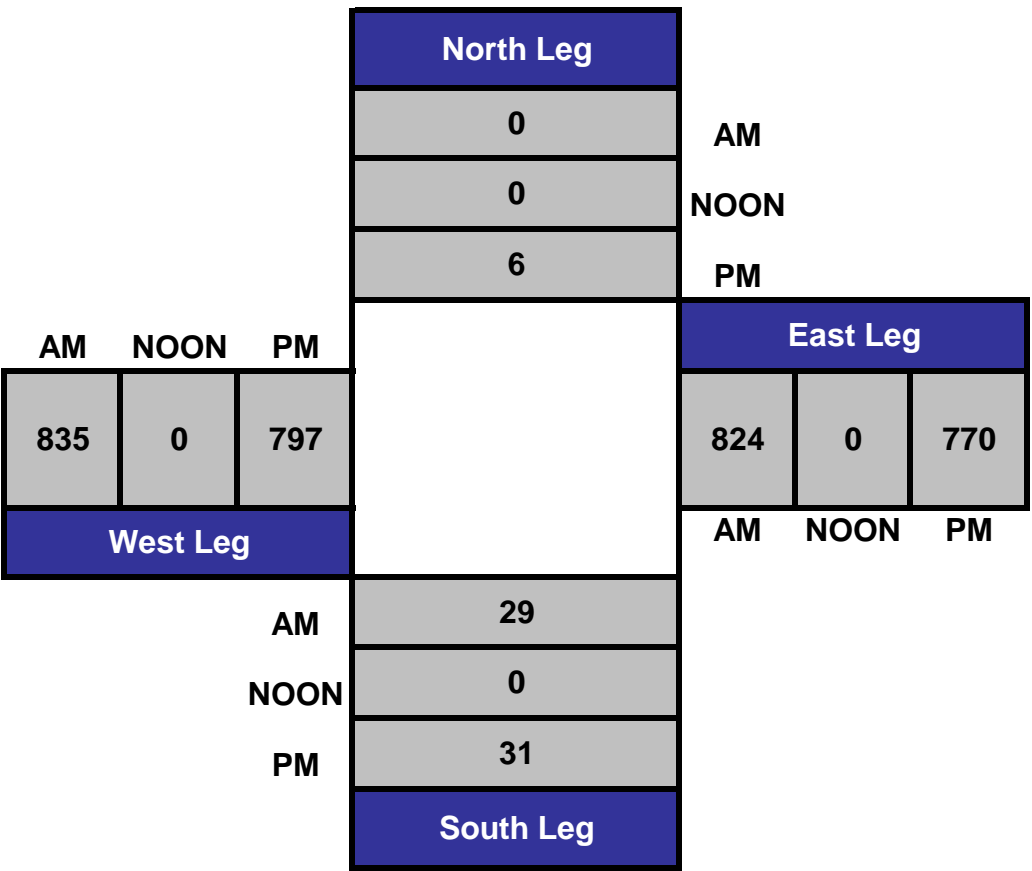 North Leg
0
AM
0
NOON
6
PM
East Leg
AM NOON PM
835 0 797
824 0 770
West Leg
AM NOON PM
29
AM
0
NOON
31
PM
South Leg